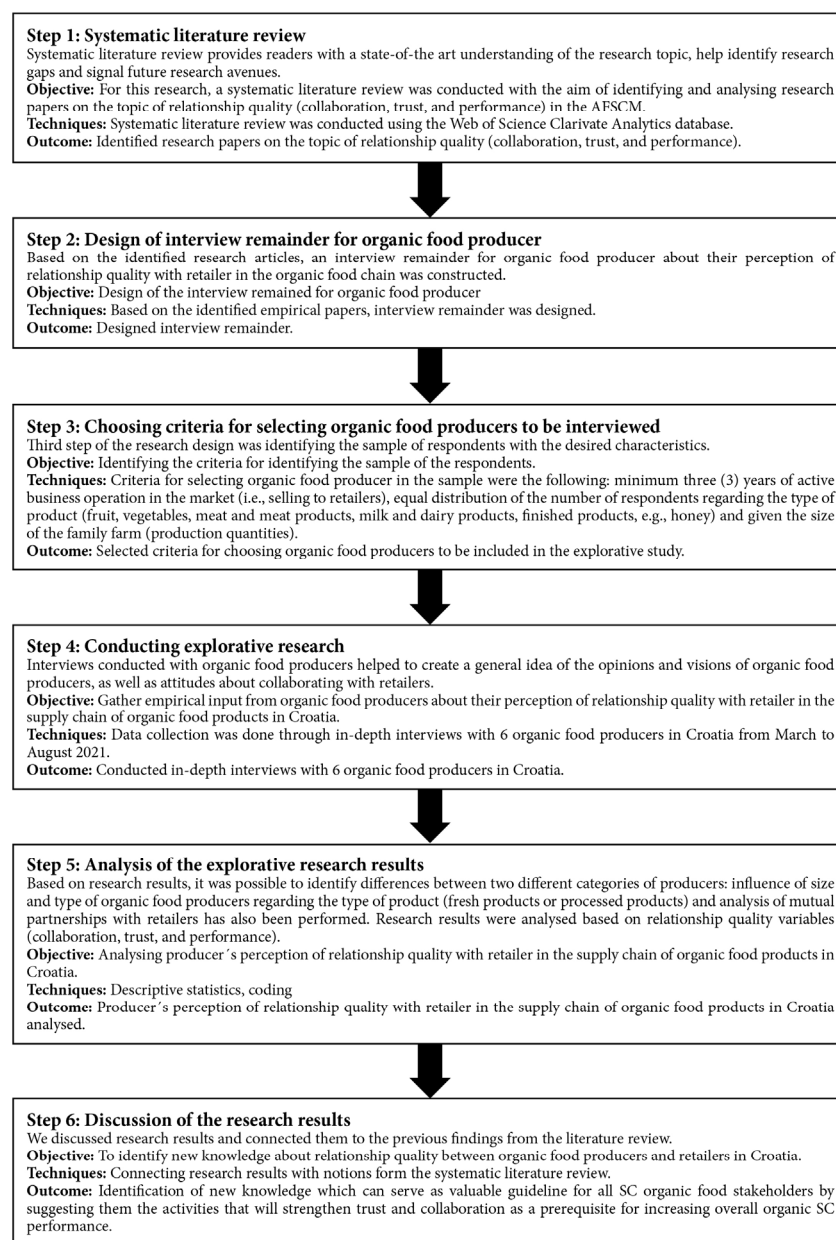 Step 1: Systematic literature review
Systematic literature review provides readers with a state-of-the art understanding of the research topic, help identify research
gaps and signal future research avenues.
Objective: For this research, a systematic literature review was conducted with the aim of identifying and analysing research
papers on the topic of relationship quality (collaboration, trust, and performance) in the AFSCM.
Techniques: Systematic literature review was conducted using the Web of Science Clarivate Analytics database.
Outcome: Identified research papers on the topic of relationship quality (collaboration, trust, and performance).
Step 2: Design of interview remainder for organic food producer
Based on the identified research articles, an interview remainder for organic food producer about their perception of
relationship quality with retailer in the organic food chain was constructed.
Objective: Design of the interview remained for organic food producer
Techniques: Based on the identified empirical papers, interview remainder was designed.
Outcome: Designed interview remainder.
Step 3: Choosing criteria for selecting organic food producers to be interviewed
Third step of the research design was identifying the sample of respondents with the desired characteristics.
Objective: Identifying the criteria for identifying the sample of the respondents.
Techniques: Criteria for selecting organic food producer in the sample were the following: minimum three (3) years of active
business operation in the market (i.e., selling to retailers), equal distribution of the number of respondents regarding the type of
product (fruit, vegetables, meat and meat products, milk and dairy products, finished products, e.g., honey) and given the size
of the family farm (production quantities).
Outcome: Selected criteria for choosing organic food producers to be included in the explorative study.
Step 4: Conducting explorative research
Interviews conducted with organic food producers helped to create a general idea of the opinions and visions of organic food
producers, as well as attitudes about collaborating with retailers.
Objective: Gather empirical input from organic food producers about their perception of relationship quality with retailer in the
supply chain of organic food products in Croatia.
Techniques: Data collection was done through in-depth interviews with 6 organic food producers in Croatia from March to
August 2021.
Outcome: Conducted in-depth interviews with 6 organic food producers in Croatia.
Step 5: Analysis of the explorative research results
Based on research results, it was possible to identify differences between two different categories of producers: influence of size
and type of organic food producers regarding the type of product (fresh products or processed products) and analysis of mutual
partnerships with retailers has also been performed. Research results were analysed based on relationship quality variables
(collaboration, trust, and performance).
Objective: Analysing producer´s perception of relationship quality with retailer in the supply chain of organic food products in
Croatia.
Techniques: Descriptive statistics, coding
Outcome: Producer´s perception of relationship quality with retailer in the supply chain of organic food products in Croatia
analysed.
Step 6: Discussion of the research results
We discussed research results and connected them to the previous findings from the literature review.
Objective: To identify new knowledge about relationship quality between organic food producers and retailers in Croatia.
Techniques: Connecting research results with notions form the systematic literature review.
Outcome: Identification of new knowledge which can serve as valuable guideline for all SC organic food stakeholders by
suggesting them the activities that will strengthen trust and collaboration as a prerequisite for increasing overall organic SC
performance.